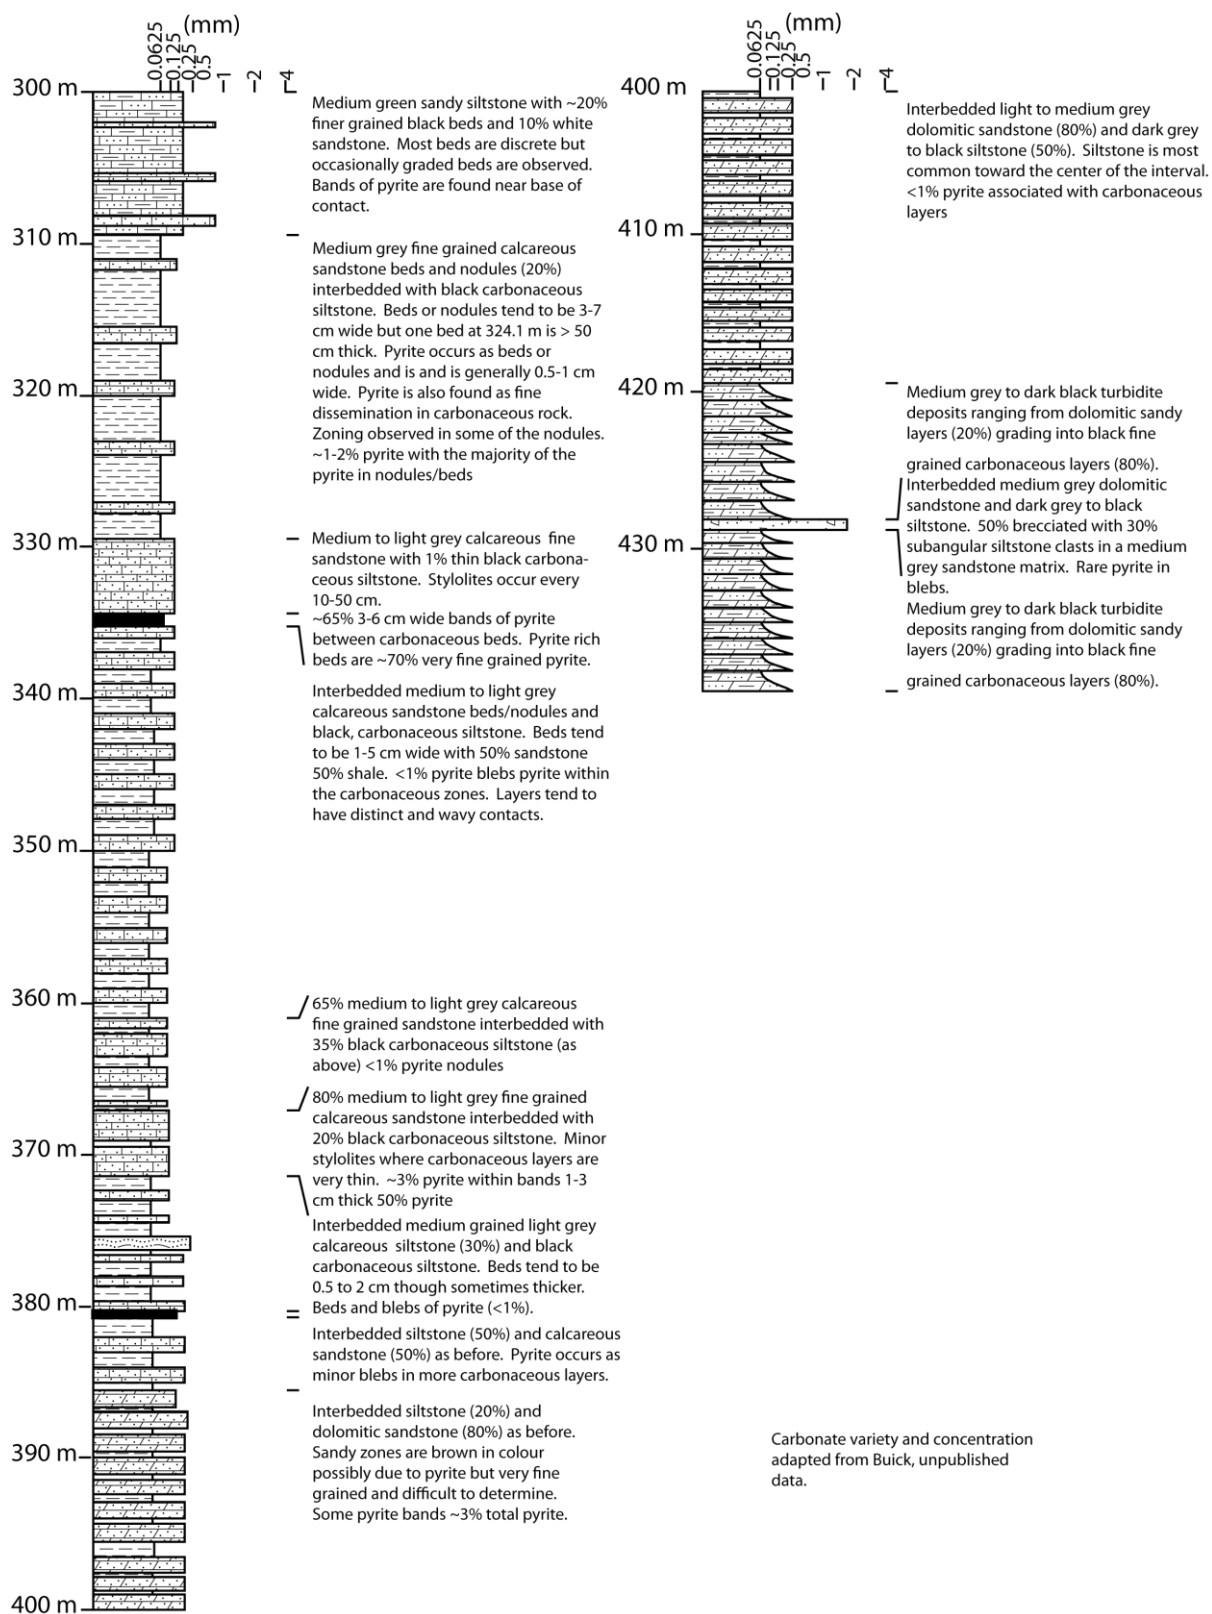 (mm)
0.0625
0.125
0.25
0.5
1
2
4
300 m
Medium green sandy siltstone with ~20%
finer grained black beds and 10% white
sandstone. Most beds are discrete but
occasionally graded beds are observed.
Bands of pyrite are found near base of
contact.
310 m
Medium grey fine grained calcareous
sandstone beds and nodules (20%)
interbedded with black carbonaceous
siltstone. Beds or nodules tend to be 3-7
cm wide but one bed at 324.1 m is > 50
cm thick. Pyrite occurs as beds or
nodules and is and is generally 0.5-1 cm
wide. Pyrite is also found as fine
dissemination in carbonaceous rock.
Zoning observed in some of the nodules.
~1-2% pyrite with the majority of the
pyrite in nodules/beds
320 m
330 m
Medium to light grey calcareous fine
sandstone with 1% thin black carbona-
ceous siltstone. Stylolites occur every
10-50 cm.
~65% 3-6 cm wide bands of pyrite
between carbonaceous beds. Pyrite rich
beds are ~70% very fine grained pyrite.
340 m
Interbedded medium to light grey
calcareous sandstone beds/nodules and
black, carbonaceous siltstone. Beds tend
to be 1-5 cm wide with 50% sandstone
50% shale. <1% pyrite blebs pyrite within
the carbonaceous zones. Layers tend to
have distinct and wavy contacts.
350 m
360 m
65% medium to light grey calcareous
fine grained sandstone interbedded with
35% black carbonaceous siltstone (as
above) <1% pyrite nodules
80% medium to light grey fine grained
calcareous sandstone interbedded with
20% black carbonaceous siltstone. Minor
stylolites where carbonaceous layers are
very thin. ~3% pyrite within bands 1-3
cm thick 50% pyrite
370 m
Interbedded medium grained light grey
calcareous siltstone (30%) and black
carbonaceous siltstone. Beds tend to be
0.5 to 2 cm though sometimes thicker.
Beds and blebs of pyrite (<1%).
380 m
Interbedded siltstone (50%) and calcareous
sandstone (50%) as before. Pyrite occurs as
minor blebs in more carbonaceous layers.
Interbedded siltstone (20%) and
dolomitic sandstone (80%) as before.
Sandy zones are brown in colour
possibly due to pyrite but very fine
grained and difficult to determine.
Some pyrite bands ~3% total pyrite.
390 m
400 m
(mm)
0.0625
0.125
0.25
0.5
1
2
4
400 m
Interbedded light to medium grey
dolomitic sandstone (80%) and dark grey
to black siltstone (50%). Siltstone is most
common toward the center of the interval.
<1% pyrite associated with carbonaceous
layers
410 m
420 m
Medium grey to dark black turbidite
deposits ranging from dolomitic sandy
layers (20%) grading into black fine
grained carbonaceous layers (80%).
Interbedded medium grey dolomitic
sandstone and dark grey to black
siltstone. 50% brecciated with 30%
subangular siltstone clasts in a medium
grey sandstone matrix. Rare pyrite in
blebs.
430 m
Medium grey to dark black turbidite
deposits ranging from dolomitic sandy
layers (20%) grading into black fine
grained carbonaceous layers (80%).
Carbonate variety and concentration
adapted from Buick, unpublished
data.